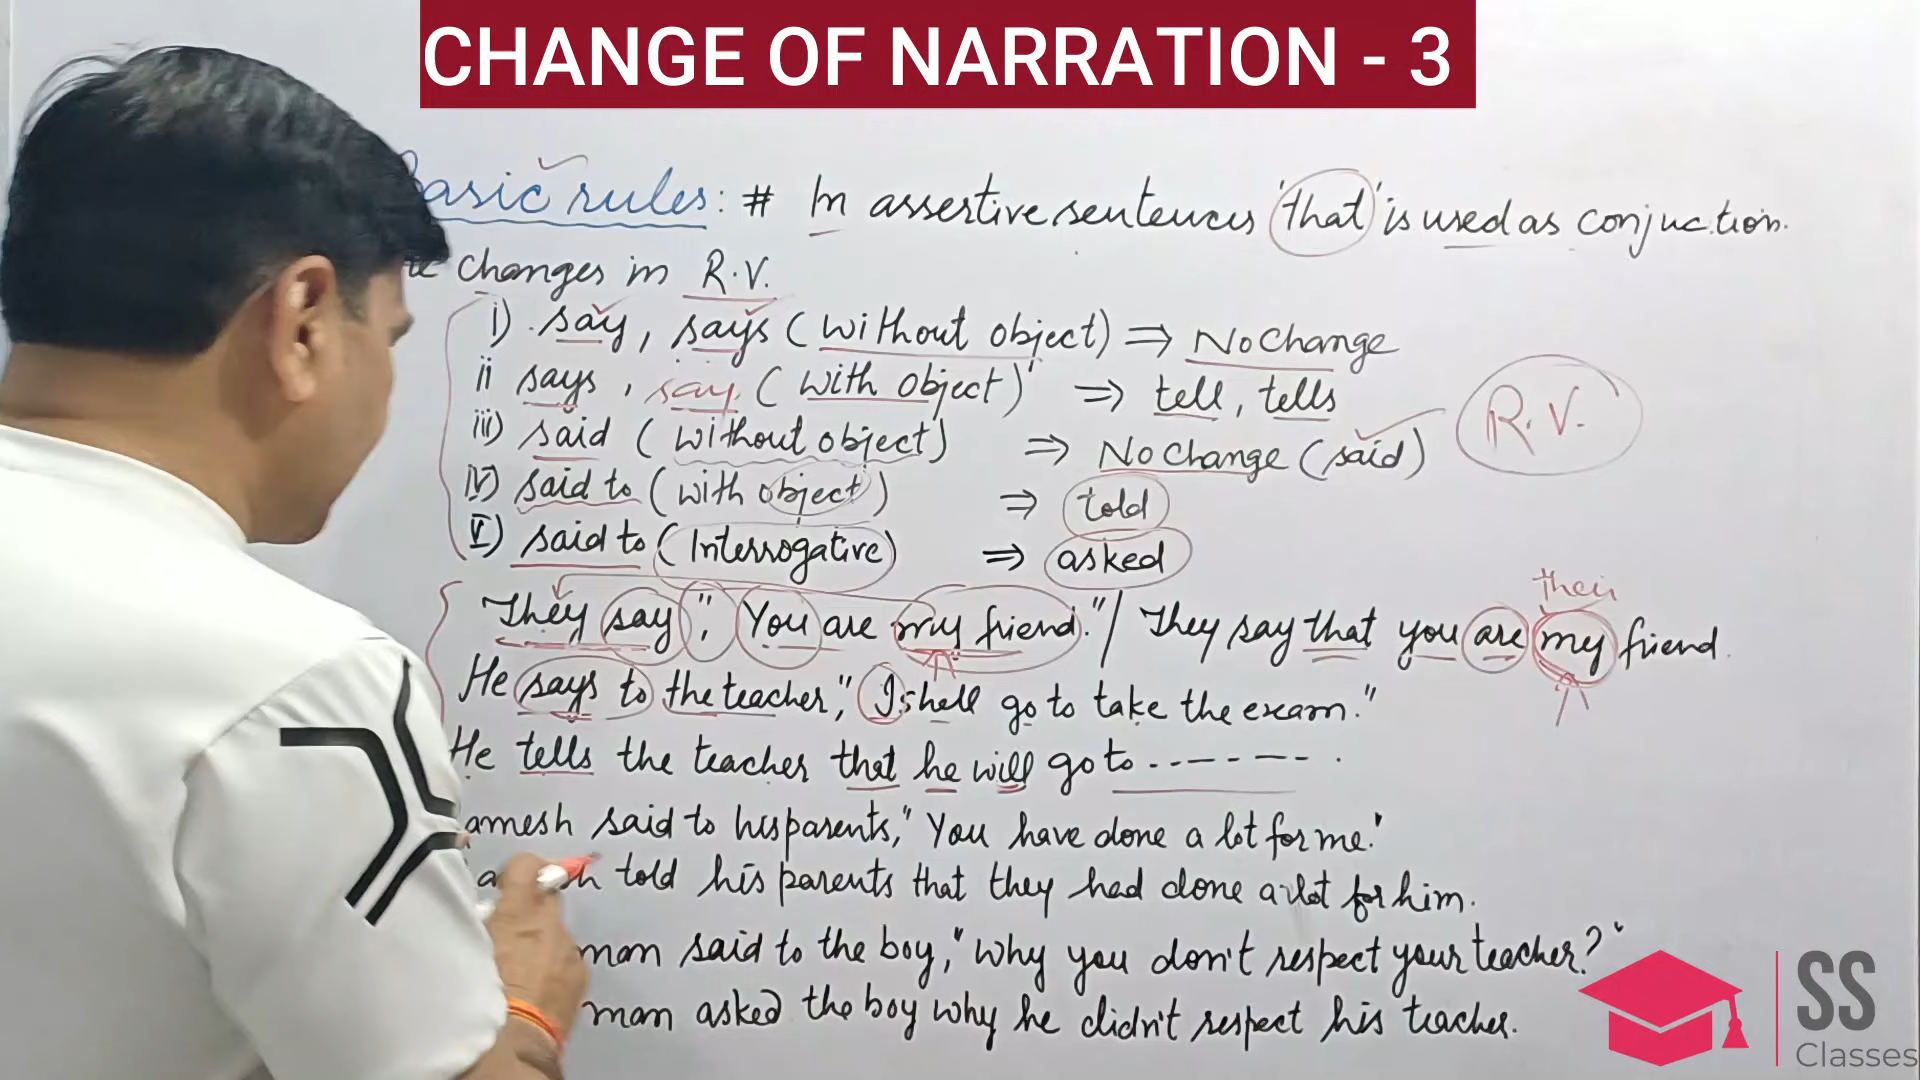 CHANGE OF NARRATION - 3
Basic rules: # In assertive sentences 'that' is used as conjuction.
changes in R.V.
i) say, says (without object) ⇒ No Change
ii says, say (with object) ⇒ tell, tells
iii) said (without object) ⇒ No change (said)
R.V.
IV) said to (with object) ⇒ told
V) said to (Interrogative) ⇒ asked
their
They say, "You are my friend." / They say that you are my friend.
He says to the teacher, "I shall go to take the exam."
He tells the teacher that he will go to --------.
amesh said to his parents, "You have done a lot for me."
told his parents that they had done a lot for him.
man said to the boy, "Why you don't respect your teacher?"
man asked the boy why he didn't respect his teacher.
SS
Classes